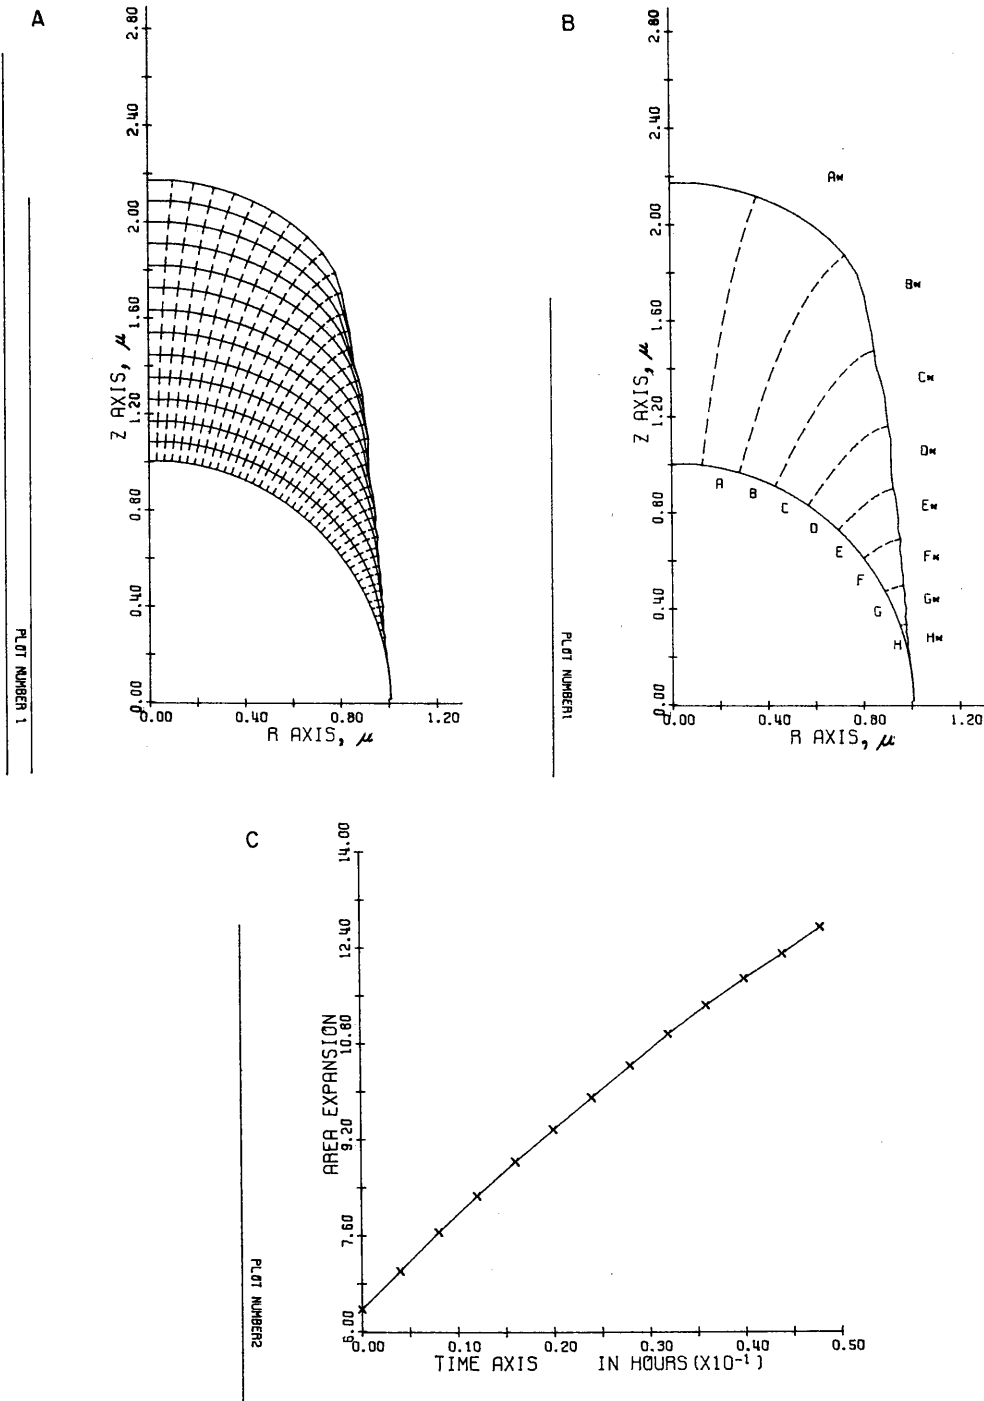 A
2.80
2.40
2.00
1.60
1.20
0.80
0.40
0.00
Z AXIS, μ
0.00 0.40 0.80 1.20
R AXIS, μ
PLOT NUMBER 1
B
2.80
2.40
2.00
1.60
1.20
0.80
0.40
0.00
Z AXIS, μ
A*
B*
C*
D*
E*
F*
G*
H*
A
B
C
D
E
F
G
H
0.00 0.40 0.80 1.20
R AXIS, μ
PLOT NUMBER1
C
14.00
12.40
10.80
9.20
7.60
6.00
AREA EXPANSION
0.00 0.10 0.20 0.30 0.40 0.50
TIME AXIS IN HOURS (X10⁻¹)
PLOT NUMBER2